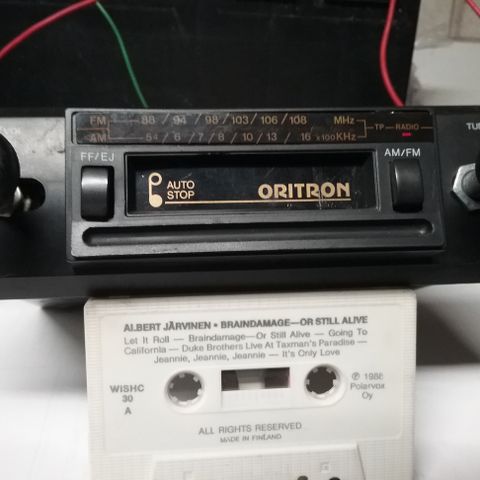 FM 88 / 94 / 98 / 103 / 106 / 108 MHz
TP RADIO
AM 54 / 6 / 7 / 8 / 10 / 13 / 16 x100KHz
FF/EJ
AM/FM
AUTO
STOP
ORITRON
ALBERT JÄRVINEN • BRAINDAMAGE—OR STILL ALIVE
Let It Roll — Braindamage—Or Still Alive — Going To
California — Duke Brothers Live At Taxman's Paradise —
Jeannie, Jeannie, Jeannie — It's Only Love
WISHC
30
A
℗ 1986
Polarvox
Oy
ALL RIGHTS RESERVED
MADE IN FINLAND